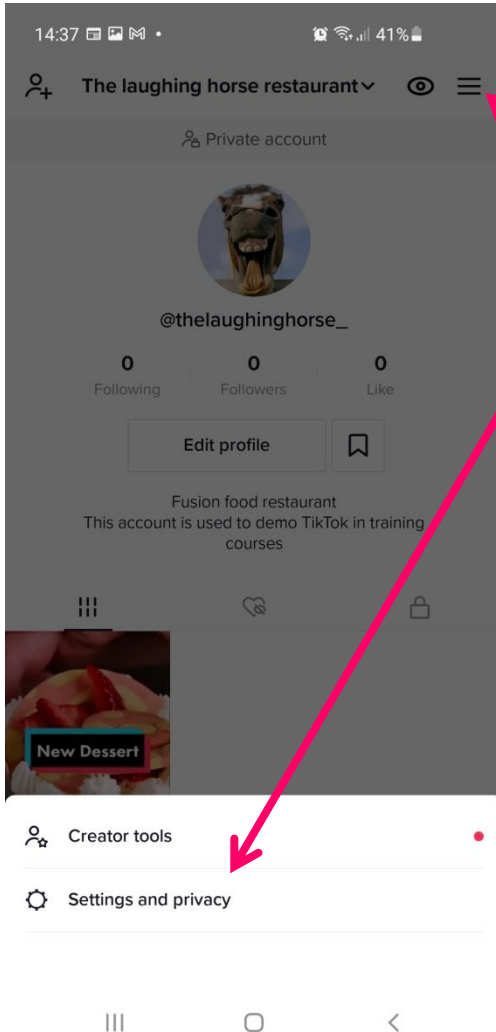 14:37
41%
The laughing horse restaurant
Private account
@thelaughinghorse_
0 0 0
Following Followers Like
Edit profile
Fusion food restaurant
This account is used to demo TikTok in training
courses
New Dessert
Creator tools
Settings and privacy